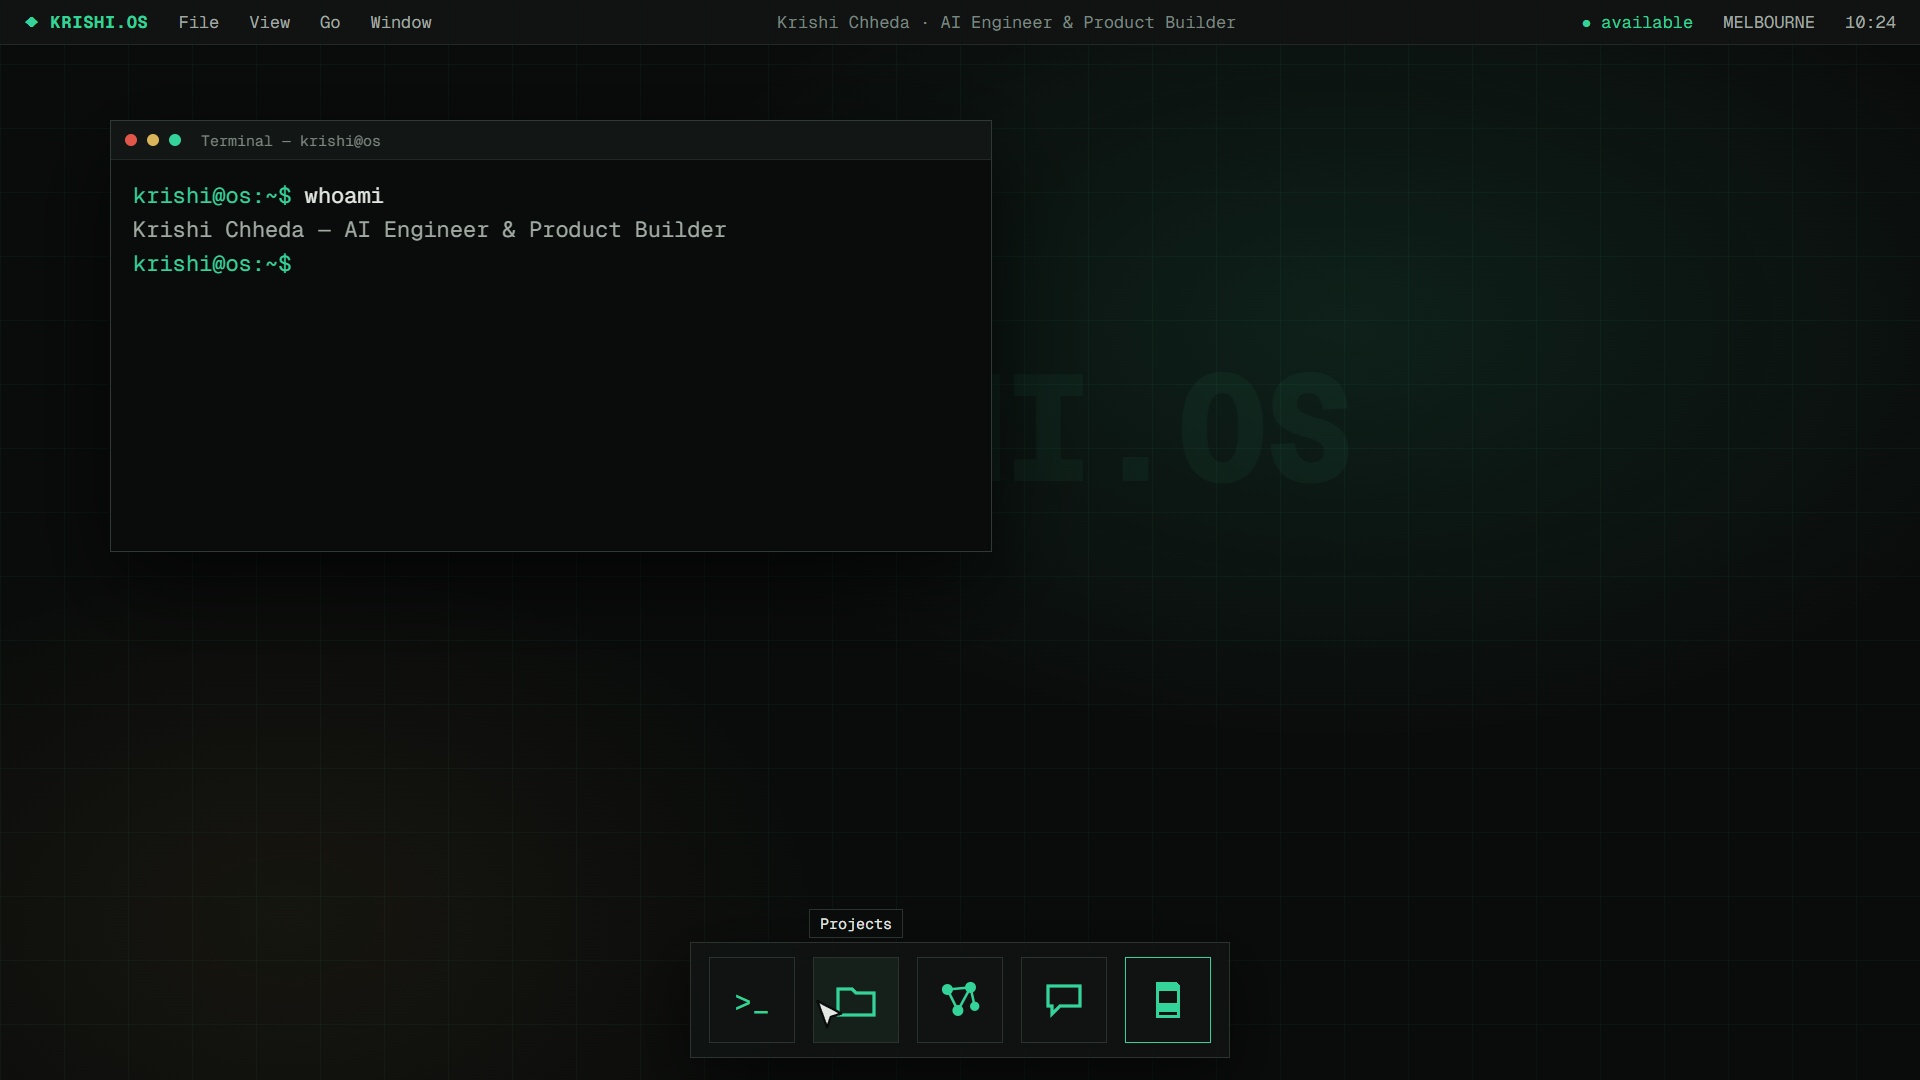 KRISHI.OS File View Go Window Krishi Chheda · AI Engineer & Product Builder ● available MELBOURNE 10:24
Terminal — krishi@os
krishi@os:~$ whoami
Krishi Chheda — AI Engineer & Product Builder
krishi@os:~$
I.OS
Projects
>_